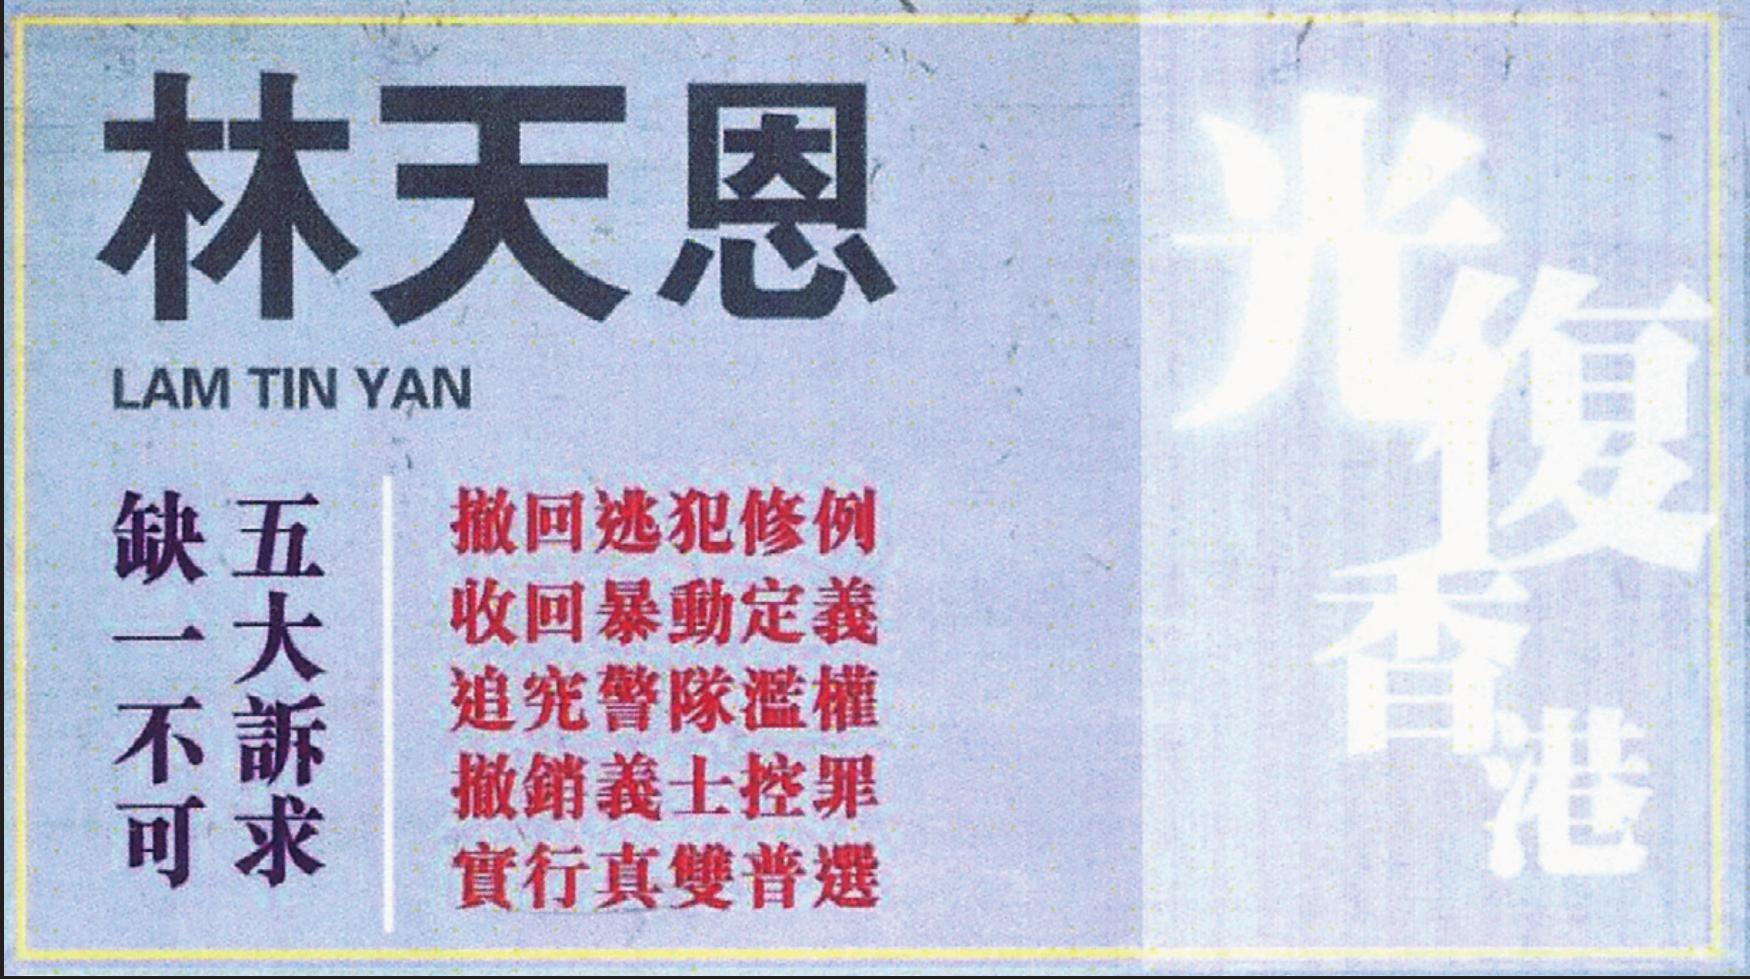 林天恩
LAM TIN YAN
五大訴求
缺一不可
撤回逃犯修例
收回暴動定義
追究警隊濫權
撤銷義士控罪
實行真雙普選
光復香港